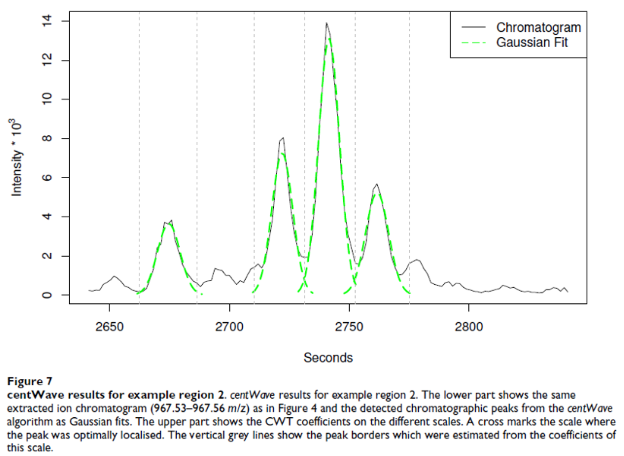 14
12
10
8
6
4
2
0
Intensity * 10^3
Chromatogram
Gaussian Fit
2650 2700 2750 2800
Seconds
Figure 7
centWave results for example region 2. centWave results for example region 2. The lower part shows the same
extracted ion chromatogram (967.53–967.56 m/z) as in Figure 4 and the detected chromatographic peaks from the centWave
algorithm as Gaussian fits. The upper part shows the CWT coefficients on the different scales. A cross marks the scale where
the peak was optimally localised. The vertical grey lines show the peak borders which were estimated from the coefficients of
this scale.